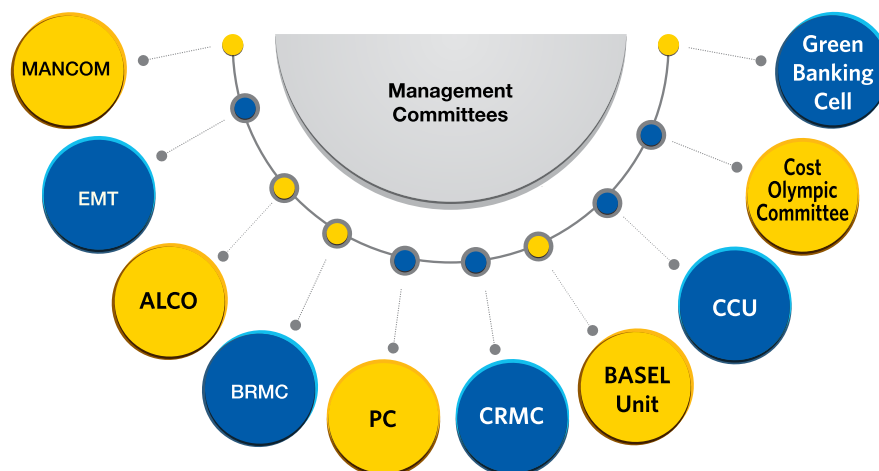 Management
Committees
MANCOM
EMT
ALCO
BRMC
PC
CRMC
BASEL
Unit
CCU
Cost
Olympic
Committee
Green
Banking
Cell